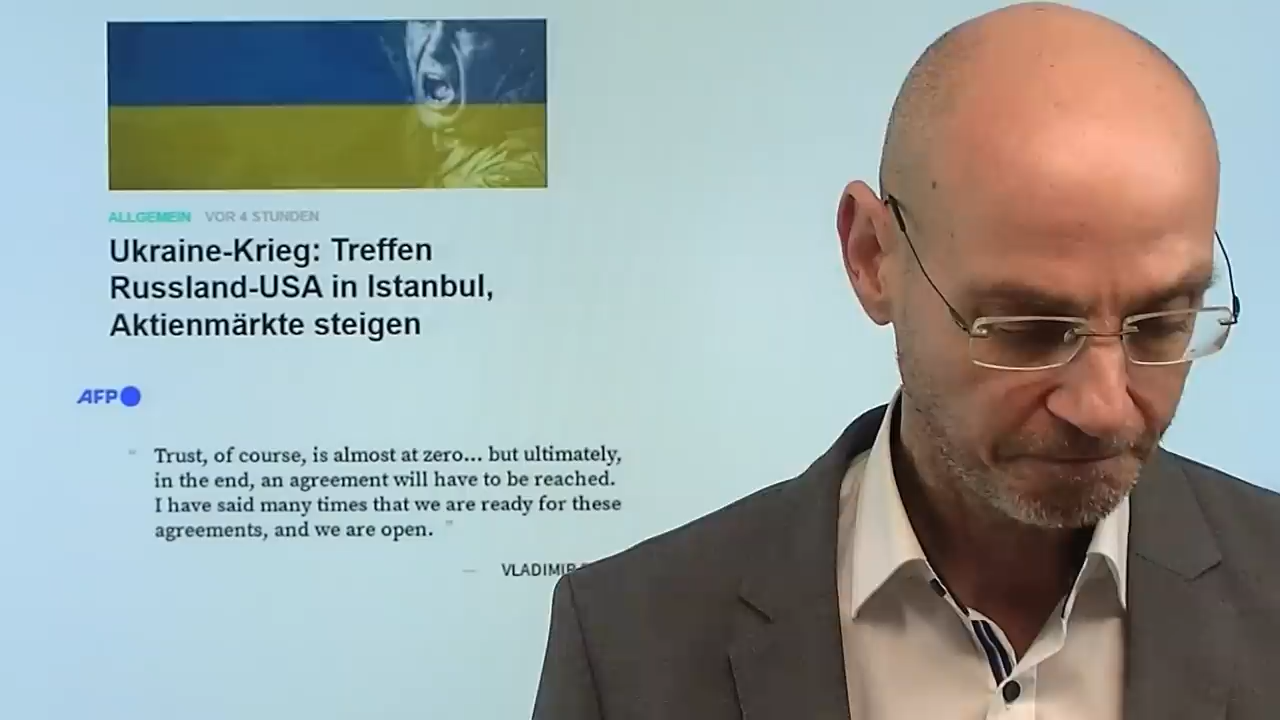 ALLGEMEIN VOR 4 STUNDEN
Ukraine-Krieg: Treffen
Russland-USA in Istanbul,
Aktienmärkte steigen
AFP
" Trust, of course, is almost at zero... but ultimately,
in the end, an agreement will have to be reached.
I have said many times that we are ready for these
agreements, and we are open. "
— VLADIMIR